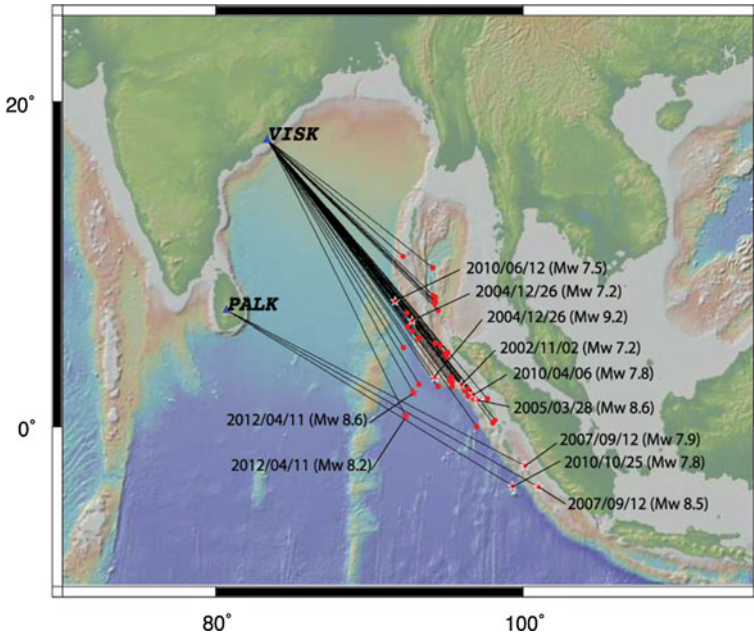 20°
VISK
2010/06/12 (Mw 7.5)
2004/12/26 (Mw 7.2)
PALK
2004/12/26 (Mw 9.2)
2002/11/02 (Mw 7.2)
2010/04/06 (Mw 7.8)
2005/03/28 (Mw 8.6)
2012/04/11 (Mw 8.6)
0°
2007/09/12 (Mw 7.9)
2012/04/11 (Mw 8.2)
2010/10/25 (Mw 7.8)
2007/09/12 (Mw 8.5)
80°
100°